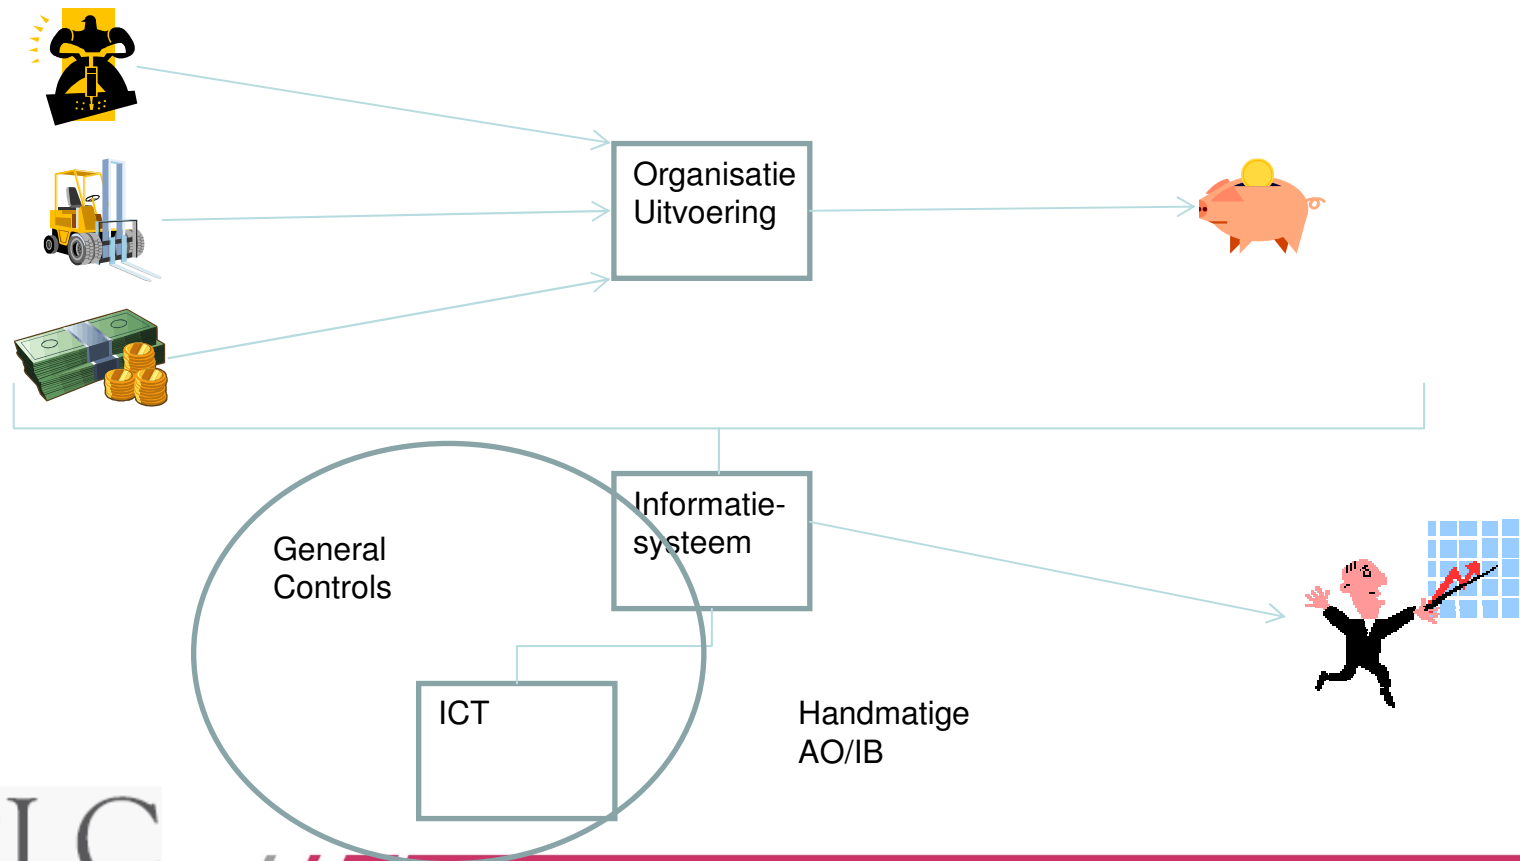 Organisatie
Uitvoering
Informatie-
systeem
General
Controls
ICT
Handmatige
AO/IB